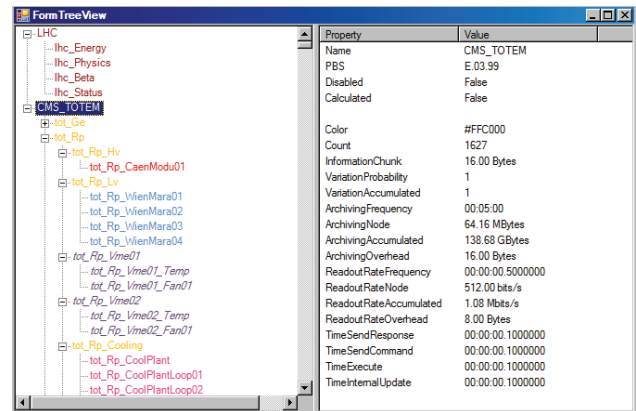 FormTreeView
LHC
lhc_Energy
lhc_Physics
lhc_Beta
lhc_Status
CMS_TOTEM
tot_Ge
tot_Rp
tot_Rp_Hv
tot_Rp_CaenModu01
tot_Rp_Lv
tot_Rp_WienMara01
tot_Rp_WienMara02
tot_Rp_WienMara03
tot_Rp_WienMara04
tot_Rp_Vme01
tot_Rp_Vme01_Temp
tot_Rp_Vme01_Fan01
tot_Rp_Vme02
tot_Rp_Vme02_Temp
tot_Rp_Vme02_Fan01
tot_Rp_Cooling
tot_Rp_CoolPlant
tot_Rp_CoolPlantLoop01
tot_Rp_CoolPlantLoop02
Property Value
Name CMS_TOTEM
PBS E.03.99
Disabled False
Calculated False
Color #FFC000
Count 1627
InformationChunk 16.00 Bytes
VariationProbability 1
VariationAccumulated 1
ArchivingFrequency 00:05:00
ArchivingNode 64.16 MBytes
ArchivingAccumulated 138.68 GBytes
ArchivingOverhead 16.00 Bytes
ReadoutRateFrequency 00:00:00.5000000
ReadoutRateNode 512.00 bits/s
ReadoutRateAccumulated 1.08 Mbits/s
ReadoutRateOverhead 8.00 Bytes
TimeSendResponse 00:00:00.1000000
TimeSendCommand 00:00:00.1000000
TimeExecute 00:00:00.1000000
TimeInternalUpdate 00:00:00.1000000